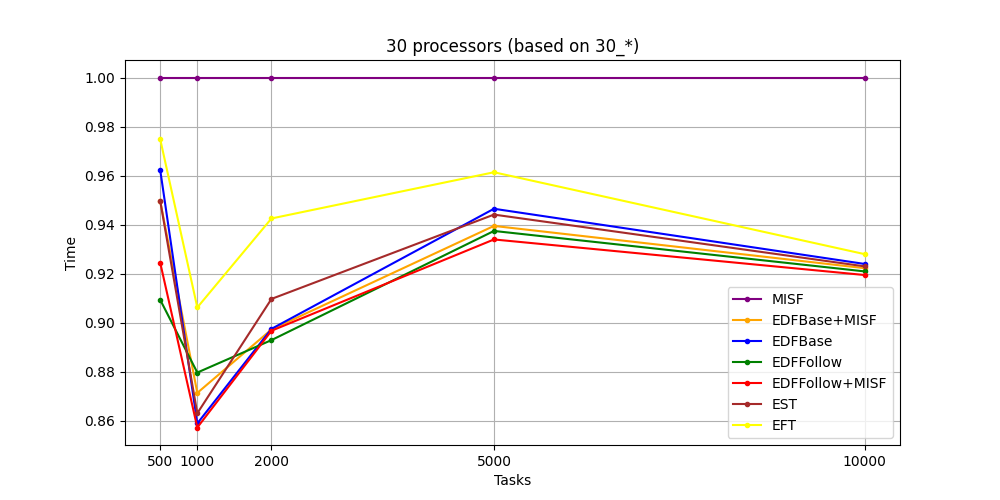 30 processors (based on 30_*)
1.00
0.98
0.96
0.94
0.92
0.90
0.88
0.86
Time
500 1000 2000 5000 10000
Tasks
MISF
EDFBase+MISF
EDFBase
EDFFollow
EDFFollow+MISF
EST
EFT